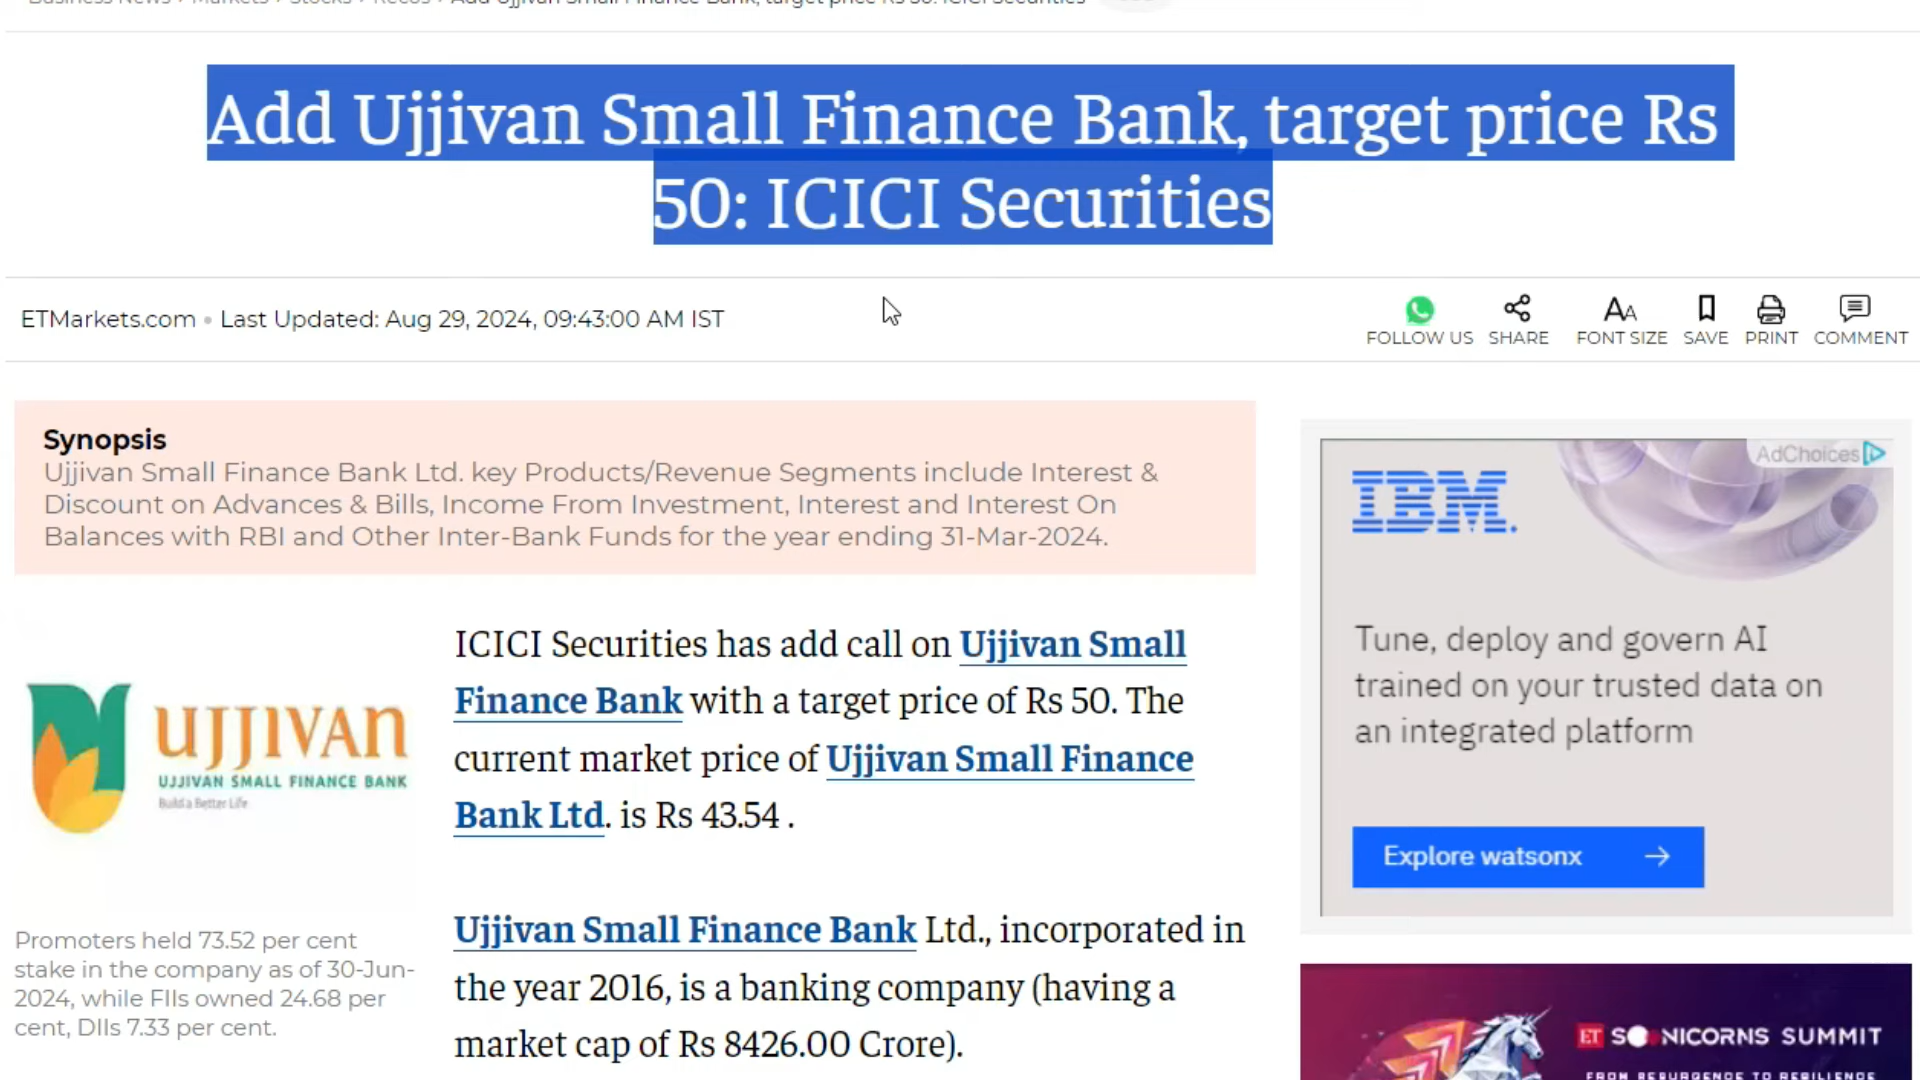 Add Ujjivan Small Finance Bank, target price Rs
50: ICICI Securities
ETMarkets.com • Last Updated: Aug 29, 2024, 09:43:00 AM IST
FOLLOW US
SHARE
FONT SIZE
SAVE
PRINT
COMMENT
Synopsis
Ujjivan Small Finance Bank Ltd. key Products/Revenue Segments include Interest &
Discount on Advances & Bills, Income From Investment, Interest and Interest On
Balances with RBI and Other Inter-Bank Funds for the year ending 31-Mar-2024.
UJJIVAN
UJJIVAN SMALL FINANCE BANK
Build a Better Life
Promoters held 73.52 per cent
stake in the company as of 30-Jun-
2024, while FIIs owned 24.68 per
cent, DIIs 7.33 per cent.
ICICI Securities has add call on Ujjivan Small
Finance Bank with a target price of Rs 50. The
current market price of Ujjivan Small Finance
Bank Ltd. is Rs 43.54 .
Ujjivan Small Finance Bank Ltd., incorporated in
the year 2016, is a banking company (having a
market cap of Rs 8426.00 Crore).
AdChoices
IBM.
Tune, deploy and govern AI
trained on your trusted data on
an integrated platform
Explore watsonx
ET SOONICORNS SUMMIT
FROM RESURGENCE TO RESILIENCE